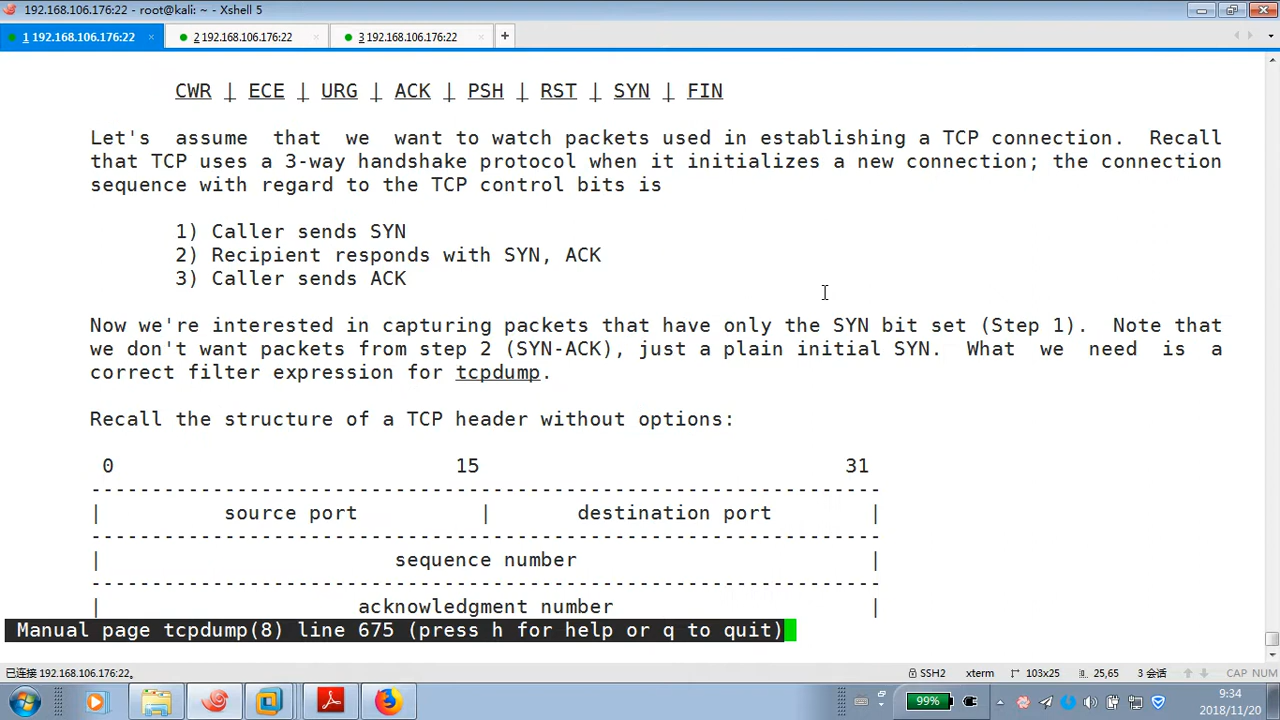 192.168.106.176:22 - root@kali: ~ - Xshell 5
1 192.168.106.176:22 × 2 192.168.106.176:22 × 3 192.168.106.176:22 × +
CWR | ECE | URG | ACK | PSH | RST | SYN | FIN
Let's assume that we want to watch packets used in establishing a TCP connection. Recall
that TCP uses a 3-way handshake protocol when it initializes a new connection; the connection
sequence with regard to the TCP control bits is
1) Caller sends SYN
2) Recipient responds with SYN, ACK
3) Caller sends ACK
Now we're interested in capturing packets that have only the SYN bit set (Step 1). Note that
we don't want packets from step 2 (SYN-ACK), just a plain initial SYN. What we need is a
correct filter expression for tcpdump.
Recall the structure of a TCP header without options:
0 15 31
-----------------------------------------------------------------
| source port | destination port |
-----------------------------------------------------------------
| sequence number |
-----------------------------------------------------------------
| acknowledgment number |
Manual page tcpdump(8) line 675 (press h for help or q to quit)
已连接 192.168.106.176:22。 SSH2 xterm 103x25 25,65 3 会话 CAP NUM
99% 9:34
2018/11/20